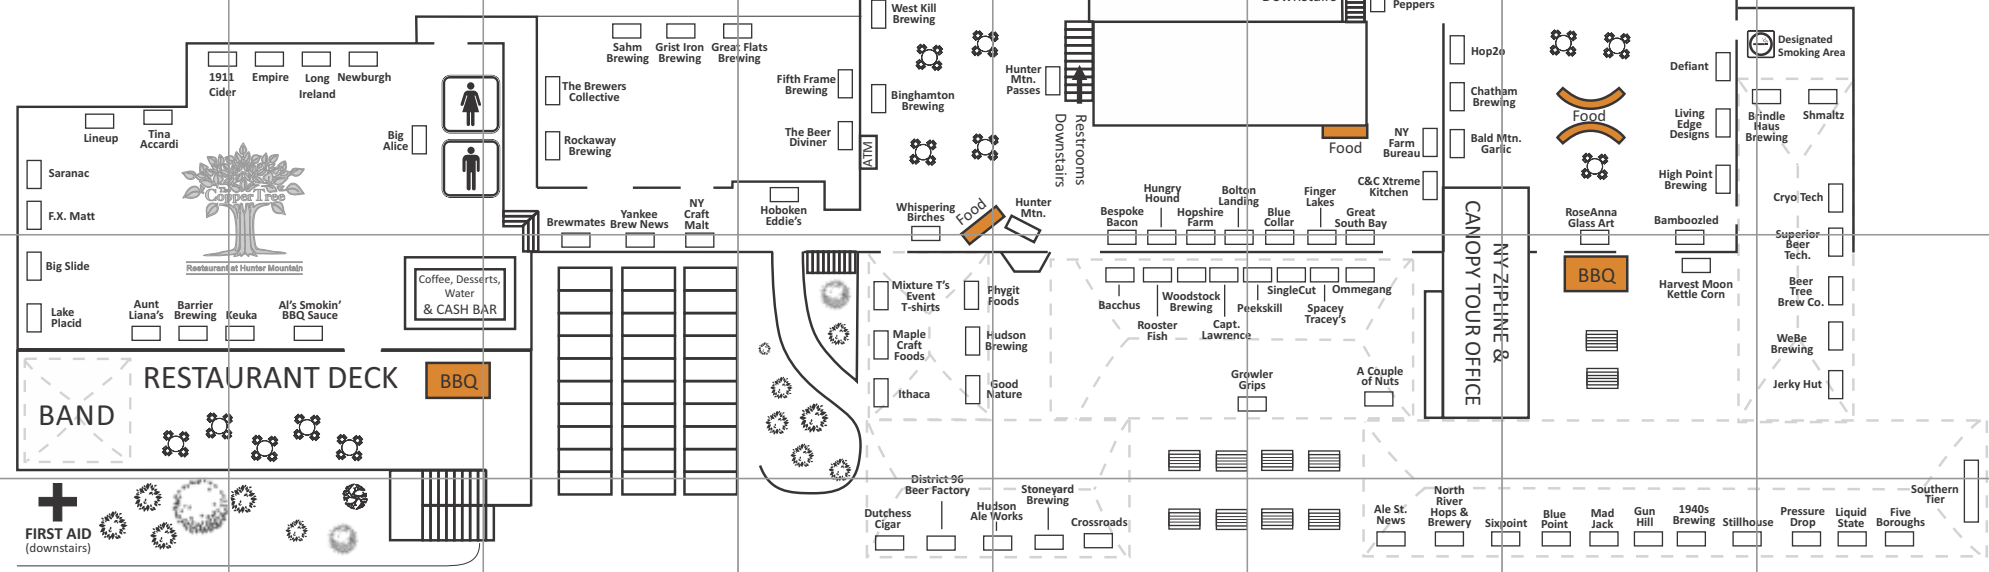 West Kill
Brewing
Peppers
Sahm
Brewing
Grist Iron
Brewing
Great Flats
Brewing
Hop2o
Designated
Smoking Area
1911
Cider
Empire
Long
Ireland
Newburgh
The Brewers
Collective
Fifth Frame
Brewing
Binghamton
Brewing
Hunter
Mtn.
Passes
Restrooms
Downstairs
Chatham
Brewing
Defiant
Food
Brindle
Haus
Brewing
Shmaltz
Lineup
Tina
Accardi
Big
Alice
Rockaway
Brewing
The Beer
Diviner
ATM
Food
NY
Farm
Bureau
Bald Mtn.
Garlic
Living
Edge
Designs
Saranac
CopperTree
Restaurant at Hunter Mountain
F.X. Matt
C&C Xtreme
Kitchen
High Point
Brewing
Cryo Tech
Brewmates
Yankee
Brew News
NY
Craft
Malt
Hoboken
Eddie's
Whispering
Birches
Food
Hunter
Mtn.
Bespoke
Bacon
Hungry
Hound
Hopshire
Farm
Bolton
Landing
Blue
Collar
Finger
Lakes
Great
South Bay
RoseAnna
Glass Art
Bamboozled
Superior
Beer
Tech.
Big Slide
Coffee, Desserts,
Water
& CASH BAR
Mixture T's
Event
T-shirts
Phygit
Foods
Bacchus
Rooster
Fish
Woodstock
Brewing
Capt.
Lawrence
Peekskill
SingleCut
Spacey
Tracey's
Ommegang
NY ZIPLINE &
CANOPY TOUR OFFICE
BBQ
Harvest Moon
Kettle Corn
Beer
Tree
Brew Co.
Lake
Placid
Aunt
Liana's
Barrier
Brewing
Keuka
Al's Smokin'
BBQ Sauce
Maple
Craft
Foods
Hudson
Brewing
WeBe
Brewing
RESTAURANT DECK
BBQ
BAND
Ithaca
Good
Nature
Growler
Grips
A Couple
of Nuts
Jerky Hut
FIRST AID
(downstairs)
Dutchess
Cigar
District 96
Beer Factory
Hudson
Ale Works
Stoneyard
Brewing
Crossroads
Ale St.
News
North
River
Hops &
Brewery
Sixpoint
Blue
Point
Mad
Jack
Gun
Hill
1940s
Brewing
Stillhouse
Pressure
Drop
Liquid
State
Five
Boroughs
Southern
Tier